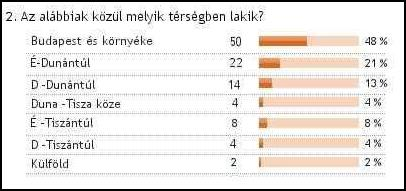 2. Az alábbiak közül melyik térségben lakik?
Budapest és környéke 50 48 %
É-Dunántúl 22 21 %
D -Dunántúl 14 13 %
Duna -Tisza köze 4 4 %
É -Tiszántúl 8 8 %
D -Tiszántúl 4 4 %
Külföld 2 2 %